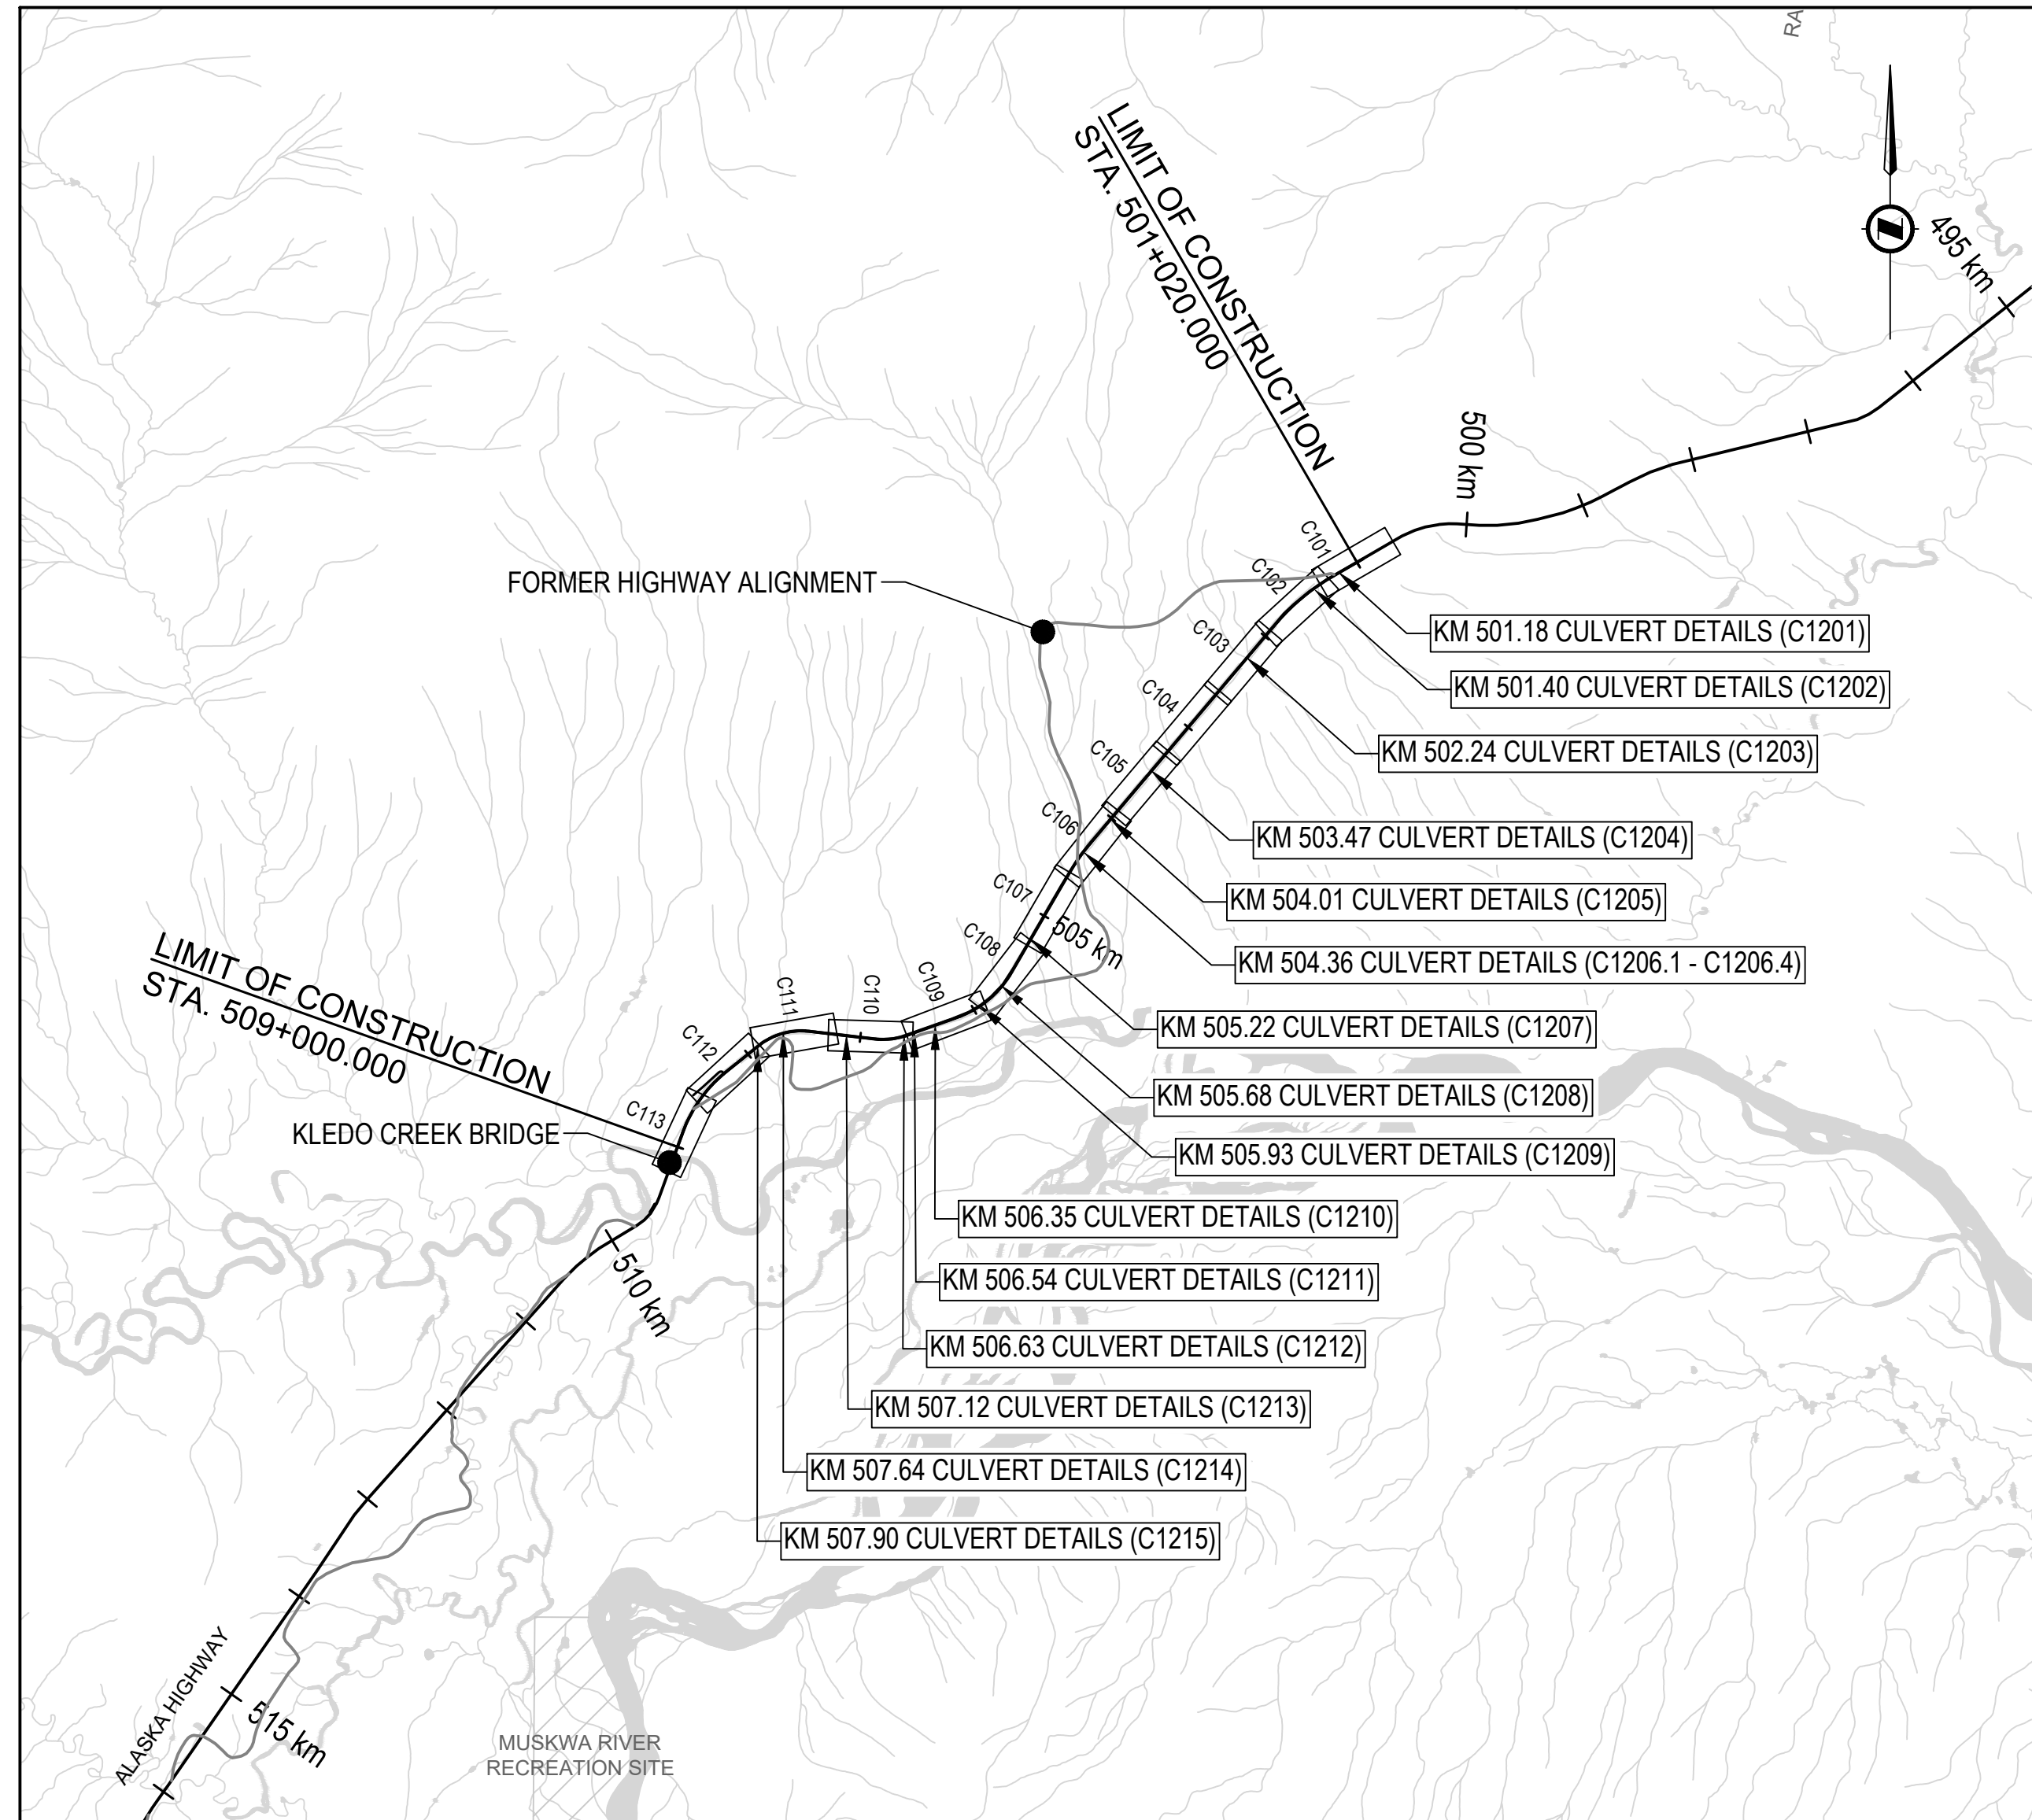 RA
495 km
LIMIT OF CONSTRUCTION
STA. 501+020.000
500 km
C101
C102
FORMER HIGHWAY ALIGNMENT
KM 501.18 CULVERT DETAILS (C1201)
C103
KM 501.40 CULVERT DETAILS (C1202)
C104
KM 502.24 CULVERT DETAILS (C1203)
C105
C106
KM 503.47 CULVERT DETAILS (C1204)
C107
KM 504.01 CULVERT DETAILS (C1205)
C108
505 km
KM 504.36 CULVERT DETAILS (C1206.1 - C1206.4)
LIMIT OF CONSTRUCTION
STA. 509+000.000
C111
C110
C109
KM 505.22 CULVERT DETAILS (C1207)
C112
KM 505.68 CULVERT DETAILS (C1208)
C113
KLEDO CREEK BRIDGE
KM 505.93 CULVERT DETAILS (C1209)
KM 506.35 CULVERT DETAILS (C1210)
510 km
KM 506.54 CULVERT DETAILS (C1211)
KM 506.63 CULVERT DETAILS (C1212)
KM 507.12 CULVERT DETAILS (C1213)
KM 507.64 CULVERT DETAILS (C1214)
KM 507.90 CULVERT DETAILS (C1215)
ALASKA HIGHWAY
515 km
MUSKWA RIVER
RECREATION SITE